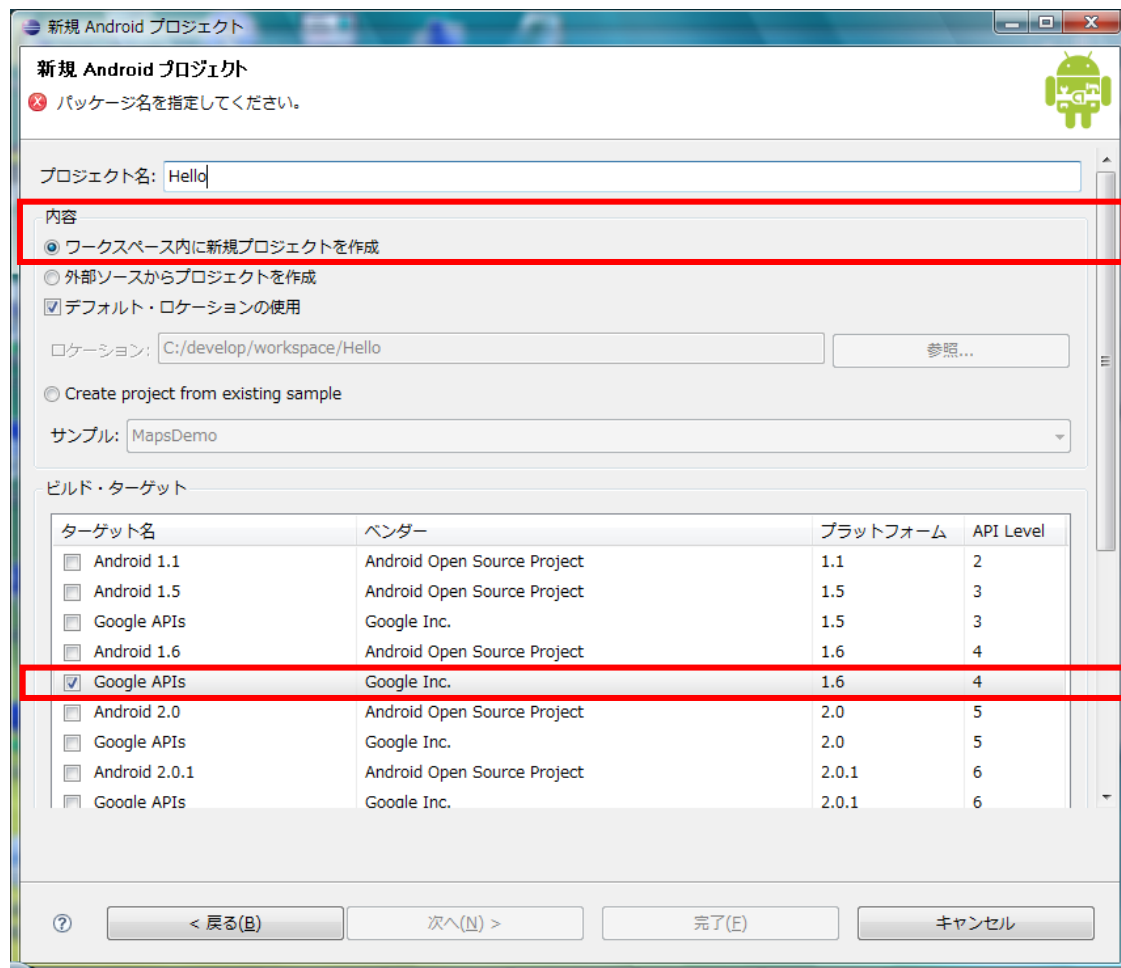 新規 Android プロジェクト
新規 Android プロジェクト
パッケージ名を指定してください。
プロジェクト名: Hello
内容
ワークスペース内に新規プロジェクトを作成
外部ソースからプロジェクトを作成
デフォルト・ロケーションの使用
ロケーション: C:/develop/workspace/Hello 参照...
Create project from existing sample
サンプル: MapsDemo
ビルド・ターゲット
ターゲット名 ベンダー プラットフォーム API Level
Android 1.1 Android Open Source Project 1.1 2
Android 1.5 Android Open Source Project 1.5 3
Google APIs Google Inc. 1.5 3
Android 1.6 Android Open Source Project 1.6 4
Google APIs Google Inc. 1.6 4
Android 2.0 Android Open Source Project 2.0 5
Google APIs Google Inc. 2.0 5
Android 2.0.1 Android Open Source Project 2.0.1 6
Google APIs Google Inc. 2.0.1 6
< 戻る(B) 次へ(N) > 完了(F) キャンセル